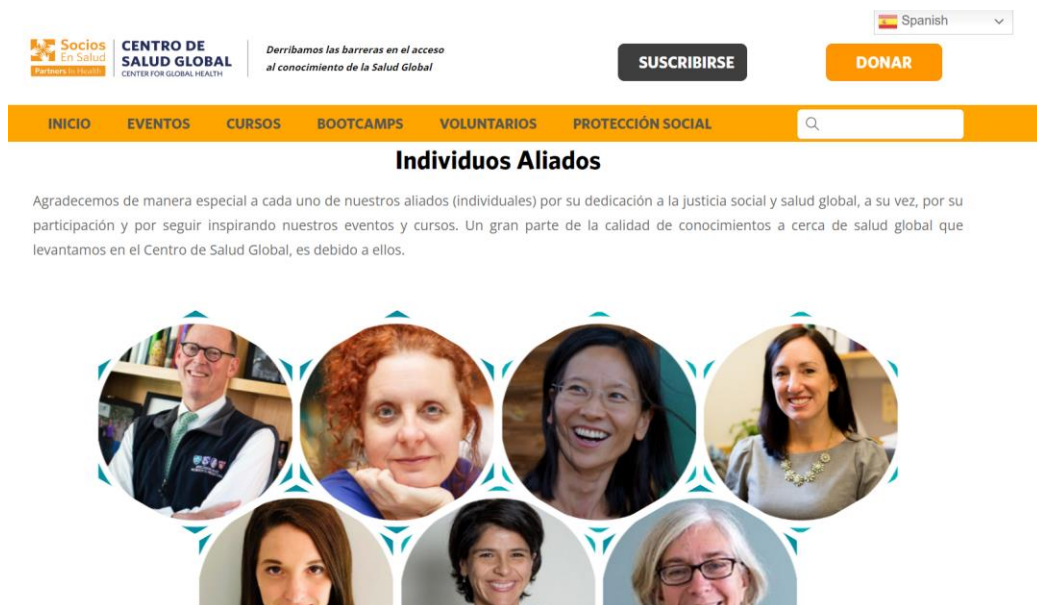 Spanish
Socios
En Salud
Partners In Health
CENTRO DE
SALUD GLOBAL
CENTER FOR GLOBAL HEALTH
Derribamos las barreras en el acceso
al conocimiento de la Salud Global
SUSCRIBIRSE
DONAR
INICIO EVENTOS CURSOS BOOTCAMPS VOLUNTARIOS PROTECCIÓN SOCIAL
Individuos Aliados
Agradecemos de manera especial a cada uno de nuestros aliados (individuales) por su dedicación a la justicia social y salud global, a su vez, por su
participación y por seguir inspirando nuestros eventos y cursos. Un gran parte de la calidad de conocimientos a cerca de salud global que
levantamos en el Centro de Salud Global, es debido a ellos.